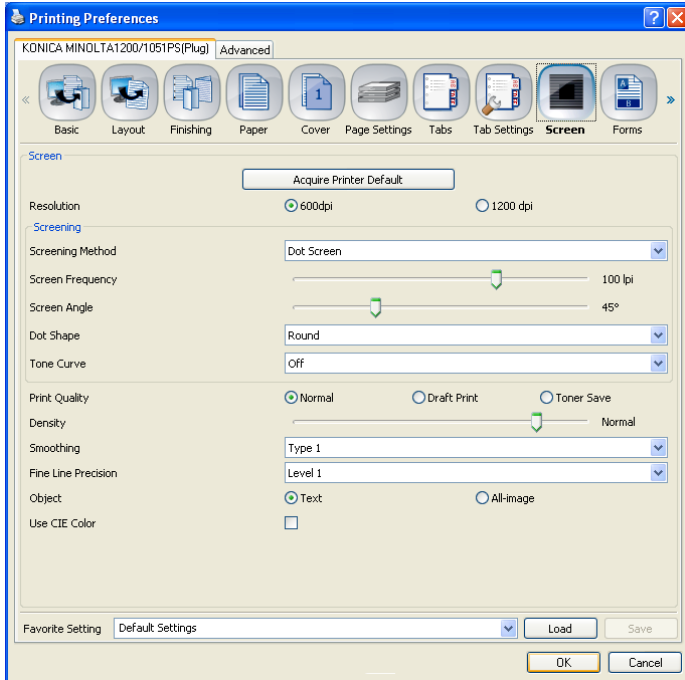 Printing Preferences
KONICA MINOLTA1200/1051PS(Plug) Advanced
1 A B
Basic Layout Finishing Paper Cover Page Settings Tabs Tab Settings Screen Forms
Screen
Acquire Printer Default
Resolution 600dpi 1200 dpi
Screening
Screening Method Dot Screen
Screen Frequency 100 lpi
Screen Angle 45°
Dot Shape Round
Tone Curve Off
Print Quality Normal Draft Print Toner Save
Density Normal
Smoothing Type 1
Fine Line Precision Level 1
Object Text All-image
Use CIE Color
Favorite Setting Default Settings Load Save
OK Cancel